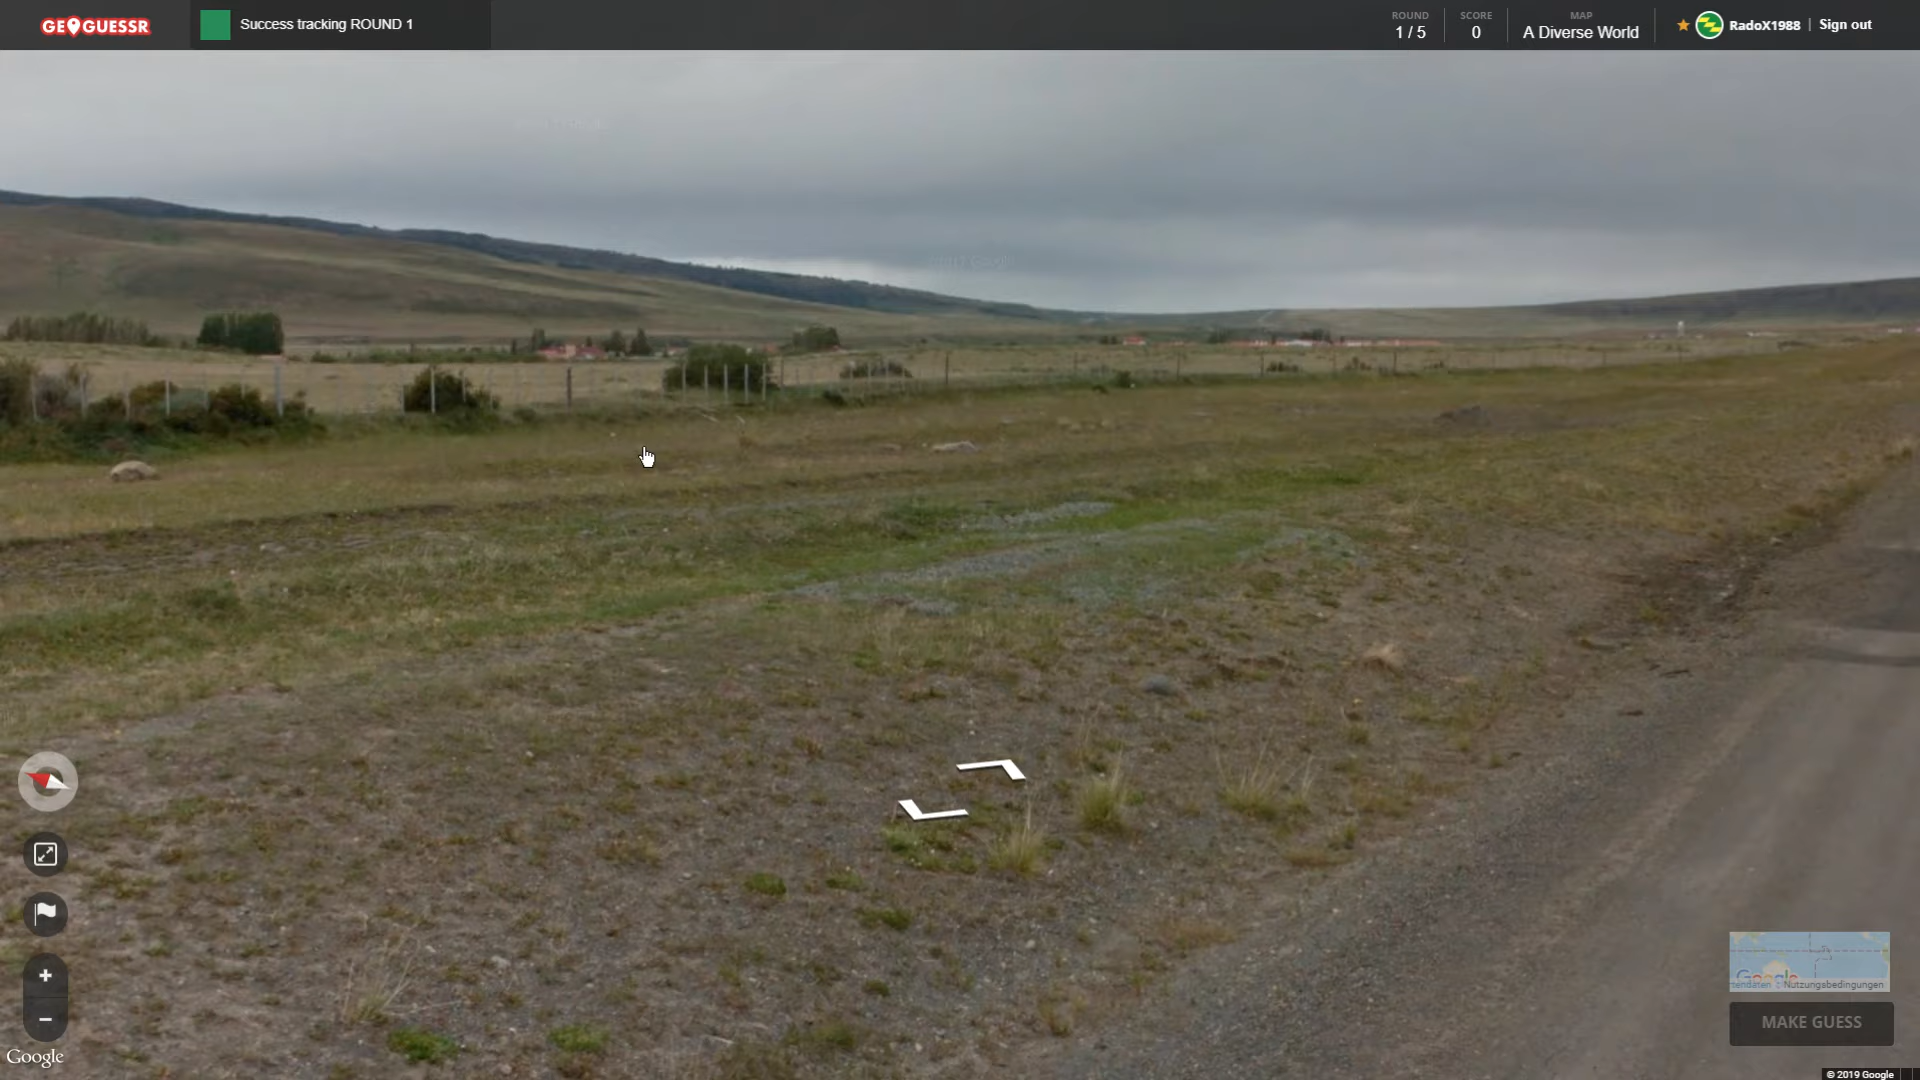 GEOGUESSR
Success tracking ROUND 1
ROUND
1 / 5
SCORE
0
MAP
A Diverse World
RadoX1988
Sign out
Google
Nutzungsbedingungen
MAKE GUESS
Google
© 2019 Google